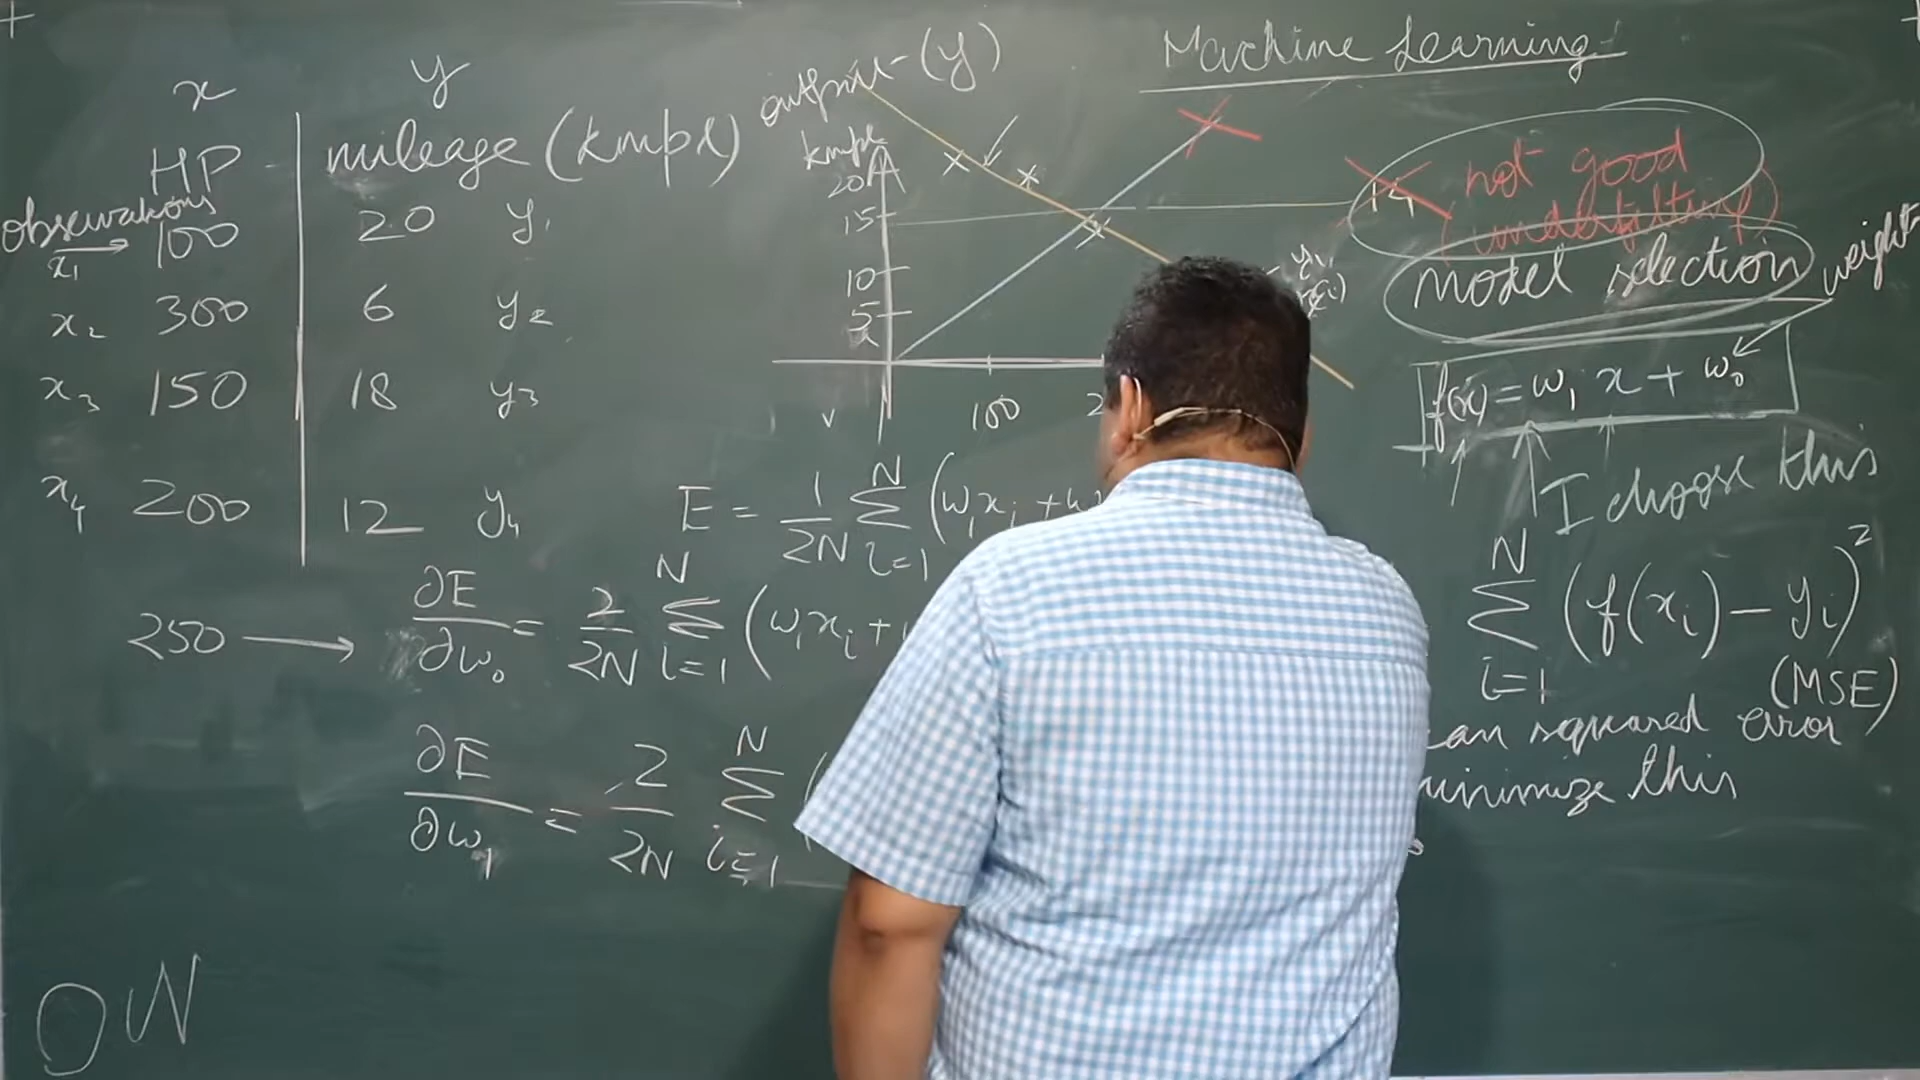 Machine Learning
x y
HP mileage (kmpl)
observations
x₁ 100 20 y₁
x₂ 300 6 y₂
x₃ 150 18 y₃
x₄ 200 12 y₄
250 →
output (y)
kmpl
20
15
10
5
100
14
not good
(underfitting)
model selection
weight
f(x) = w₁ x + w₀
I choose this
E = 1/2N Σ N i=1 (w₁xᵢ +
∂E/∂w₀ = 2/2N Σ N i=1 (w₁xᵢ +
∂E/∂w₁ = 2/2N Σ N i=1 (
Σ N i=1 (f(xᵢ) - yᵢ)²
(MSE)
squared error
minimize this